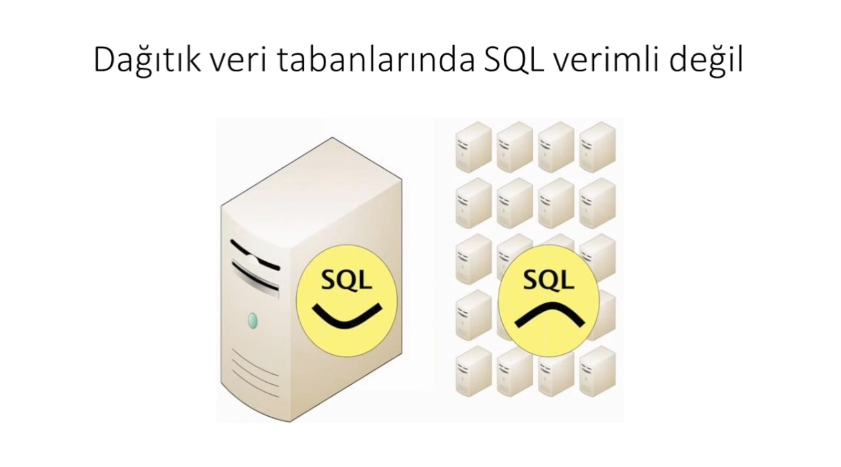 Dağıtık veri tabanlarında SQL verimli değil
SQL
SQL